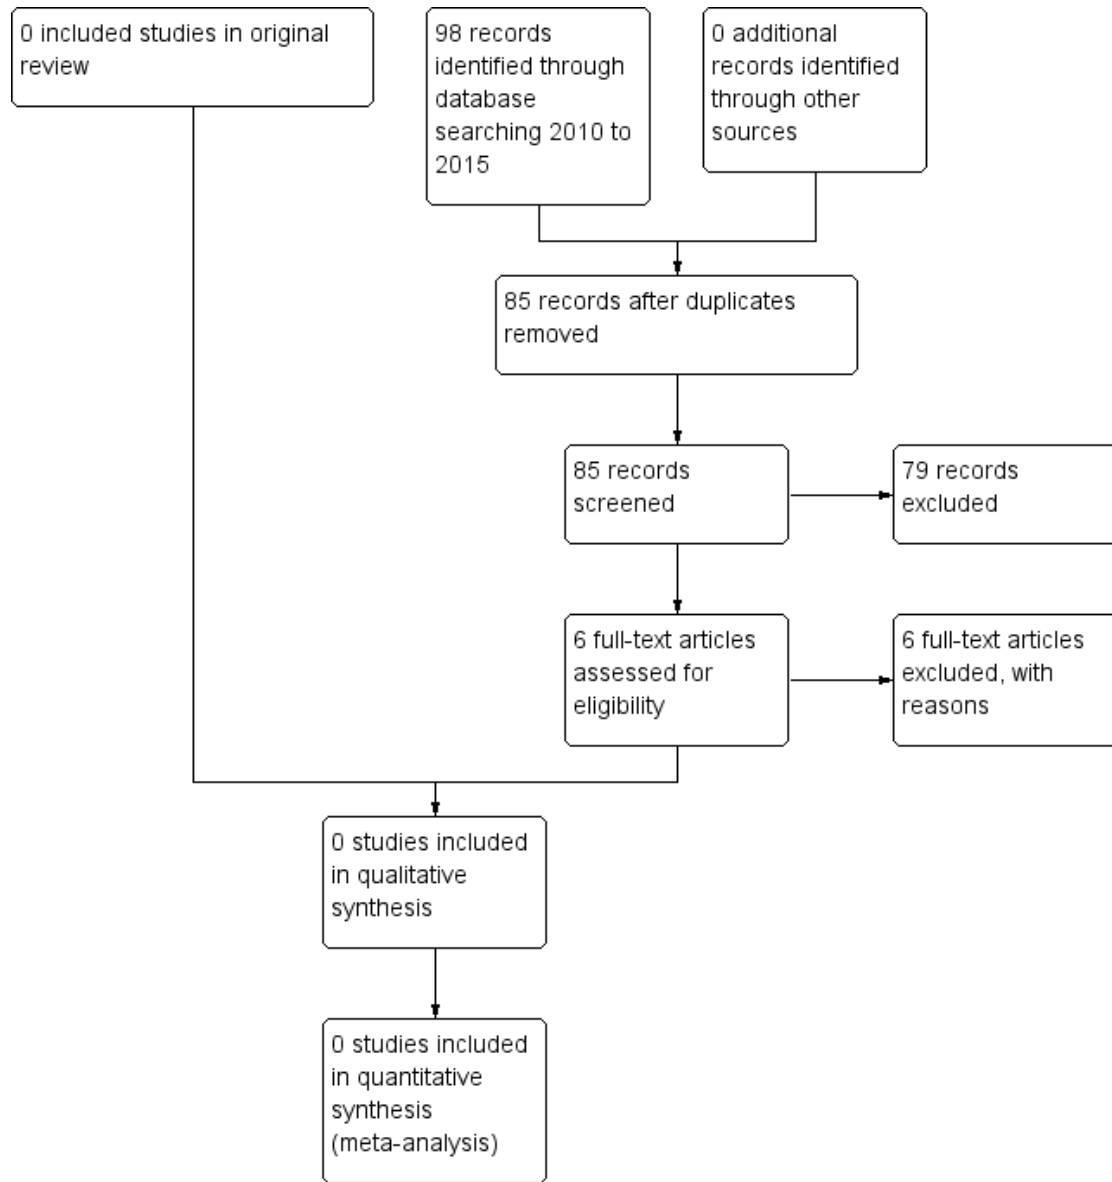 0 included studies in original
review
98 records
identified through
database
searching 2010 to
2015
0 additional
records identified
through other
sources
85 records after duplicates
removed
85 records
screened
79 records
excluded
6 full-text articles
assessed for
eligibility
6 full-text articles
excluded, with
reasons
0 studies included
in qualitative
synthesis
0 studies included
in quantitative
synthesis
(meta-analysis)